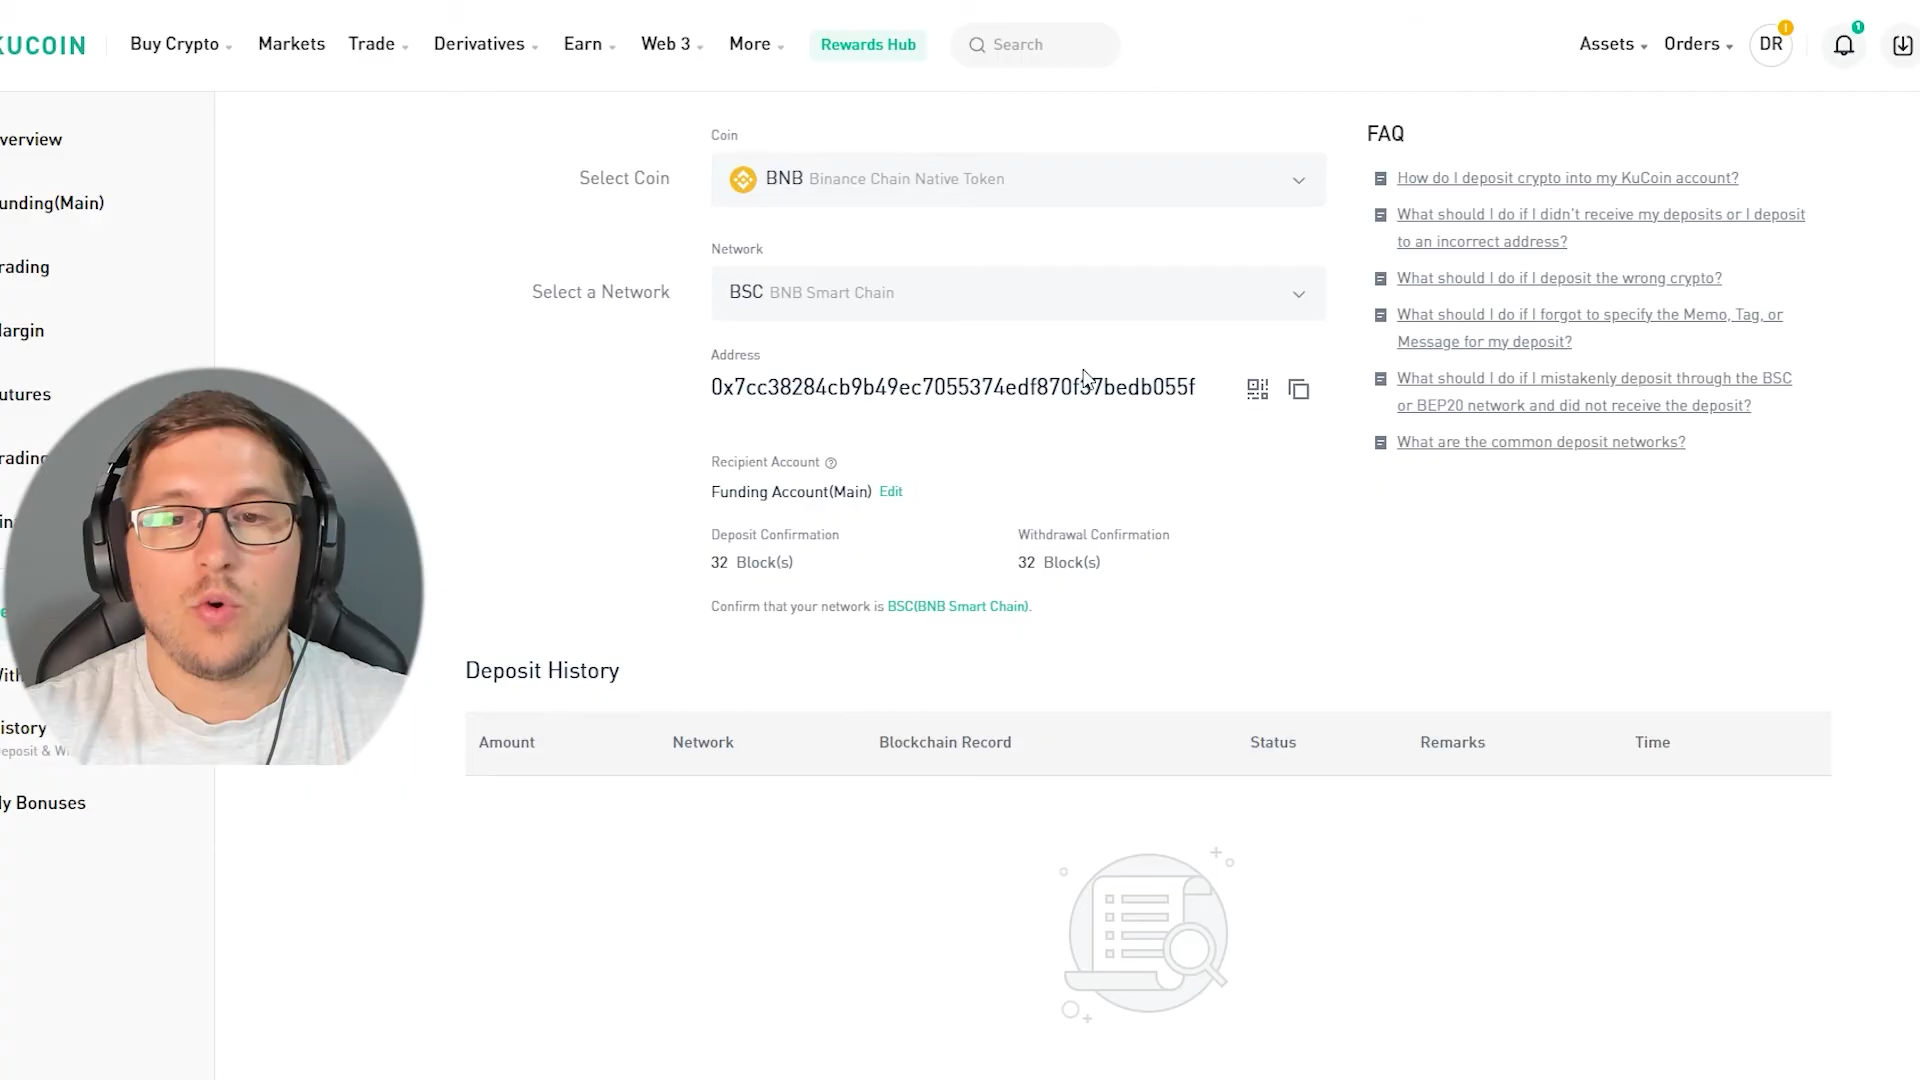 KUCOIN
Buy Crypto
Markets
Trade
Derivatives
Earn
Web 3
More
Rewards Hub
Search
Assets
Orders
DR
1
verview
unding(Main)
rading
largin
utures
rading
in
Wit
istory
eposit & W
ly Bonuses
Coin
Select Coin
BNB Binance Chain Native Token
Network
Select a Network
BSC BNB Smart Chain
Address
Recipient Account
Funding Account(Main) Edit
Deposit Confirmation
Withdrawal Confirmation
32 Block(s)
32 Block(s)
Confirm that your network is BSC(BNB Smart Chain).
FAQ
How do I deposit crypto into my KuCoin account?
What should I do if I didn't receive my deposits or I deposit
to an incorrect address?
What should I do if I deposit the wrong crypto?
What should I do if I forgot to specify the Memo, Tag, or
Message for my deposit?
What should I do if I mistakenly deposit through the BSC
or BEP20 network and did not receive the deposit?
What are the common deposit networks?
Deposit History
Amount
Network
Blockchain Record
Status
Remarks
Time